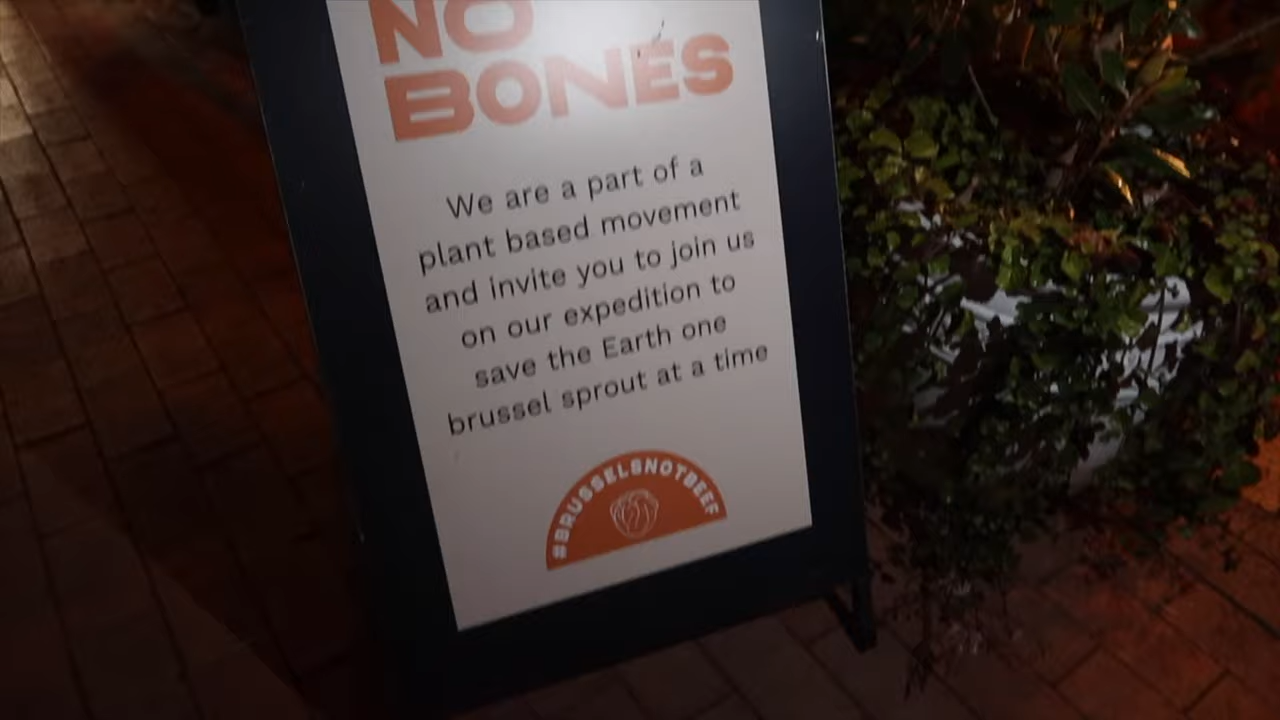 NO
BONES
We are a part of a
plant based movement
and invite you to join us
on our expedition to
save the Earth one
brussel sprout at a time
#BRUSSELSNOTBEEF